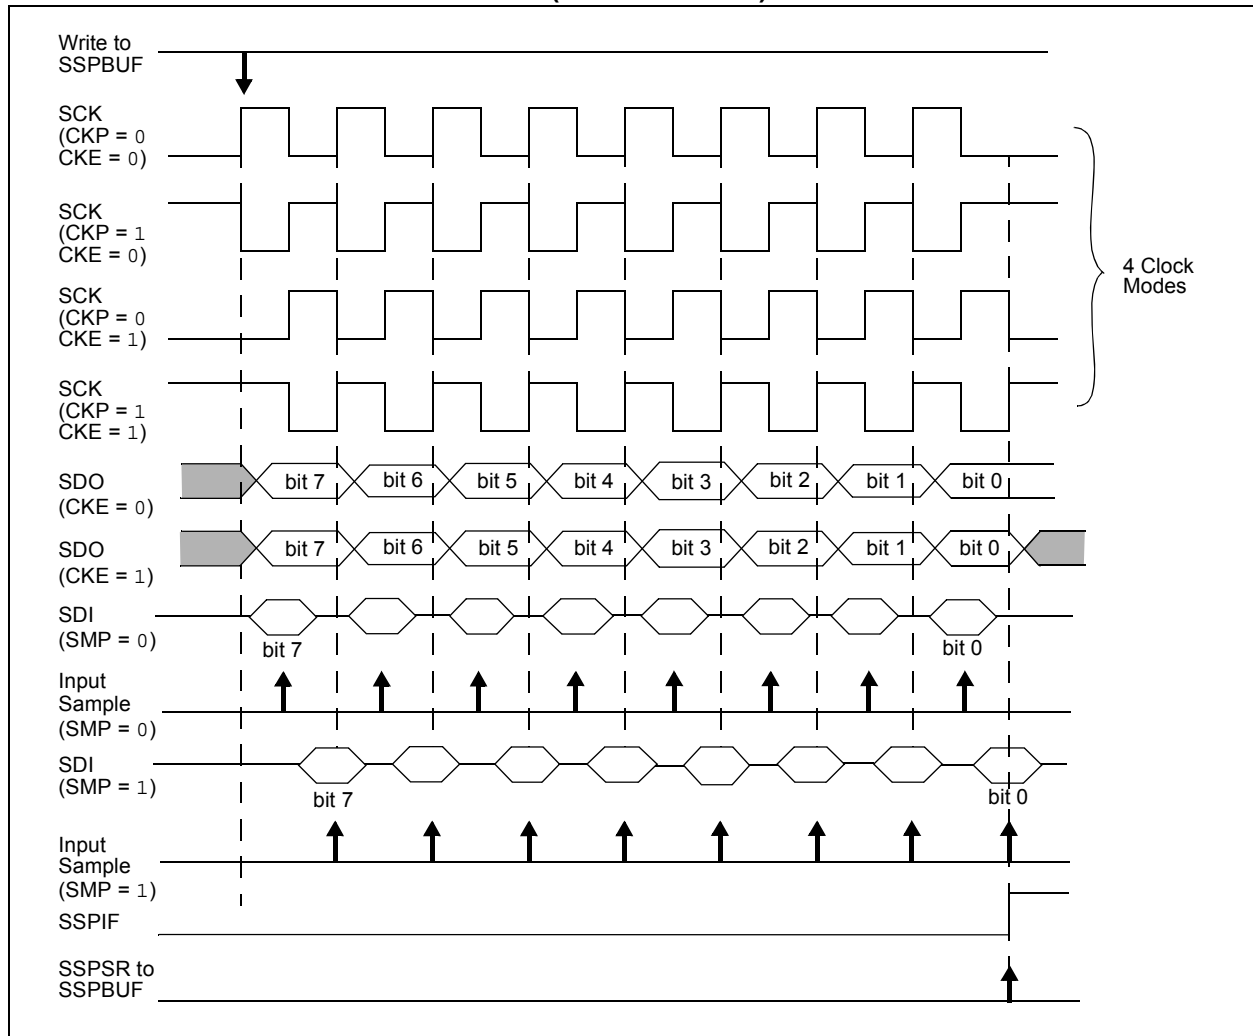 Write to
SSPBUF
SCK
(CKP = 0
CKE = 0)
SCK
(CKP = 1
CKE = 0)
4 Clock
Modes
SCK
(CKP = 0
CKE = 1)
SCK
(CKP = 1
CKE = 1)
SDO
(CKE = 0)
bit 7 bit 6 bit 5 bit 4 bit 3 bit 2 bit 1 bit 0
SDO
(CKE = 1)
bit 7 bit 6 bit 5 bit 4 bit 3 bit 2 bit 1 bit 0
SDI
(SMP = 0)
bit 7 bit 0
Input
Sample
(SMP = 0)
SDI
(SMP = 1)
bit 7 bit 0
Input
Sample
(SMP = 1)
SSPIF
SSPSR to
SSPBUF